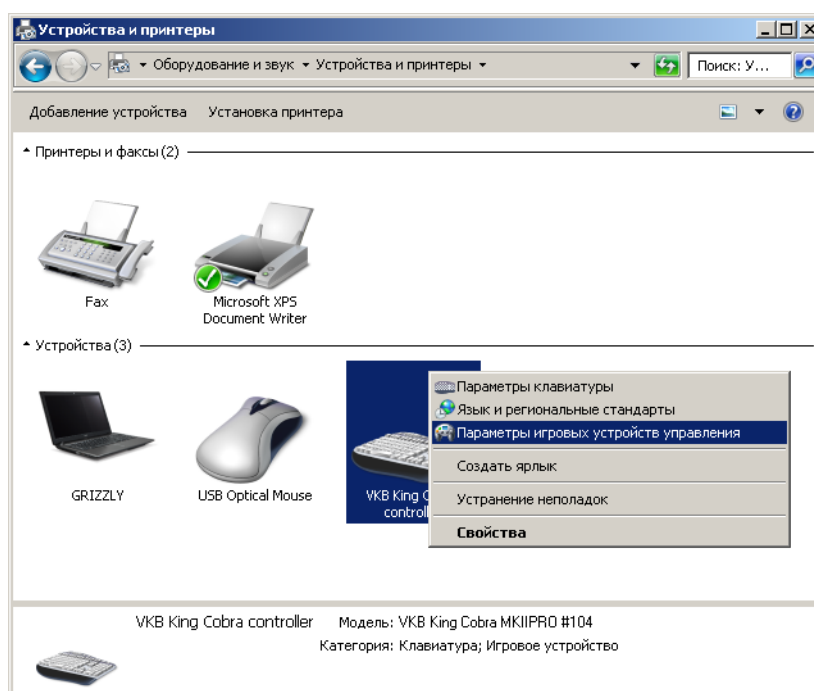 Устройства и принтеры
Оборудование и звук Устройства и принтеры
Поиск: У...
Добавление устройства Установка принтера
Принтеры и факсы (2)
Fax
Microsoft XPS
Document Writer
Устройства (3)
GRIZZLY
USB Optical Mouse
VKB King
Параметры клавиатуры
Язык и региональные стандарты
Параметры игровых устройств управления
Создать ярлык
Устранение неполадок
Свойства
VKB King Cobra controller Модель: VKB King Cobra MKIIPRO #104
Категория: Клавиатура; Игровое устройство